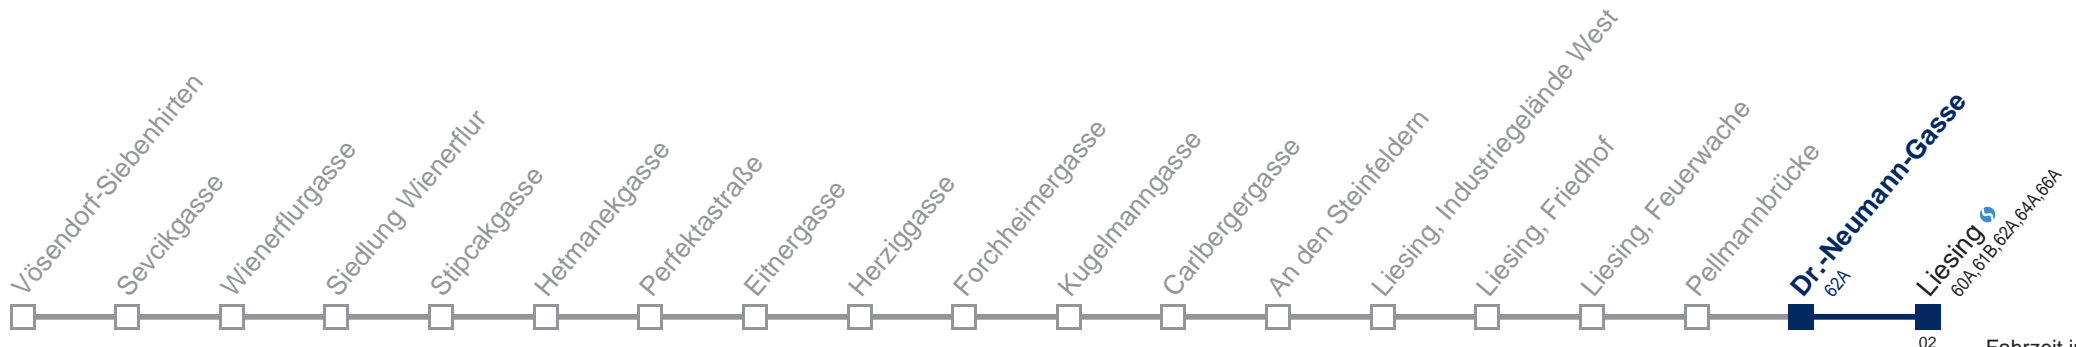 Vösendorf-Siebenhirten
Sevcikgasse
Wienerflurgasse
Siedlung Wienerflur
Stipcakgasse
Hetmanekgasse
Perfektastraße
Eitnergasse
Herziggasse
Forchheimergasse
Kugelmanngasse
Carlbergergasse
An den Steinfeldern
Liesing, Industriegelände West
Liesing, Friedhof
Liesing, Feuerwache
Pellmannbrücke
Dr.-Neumann-Gasse
62A
Liesing
60A,61B,62A,64A,66A
02
Fahrzeit